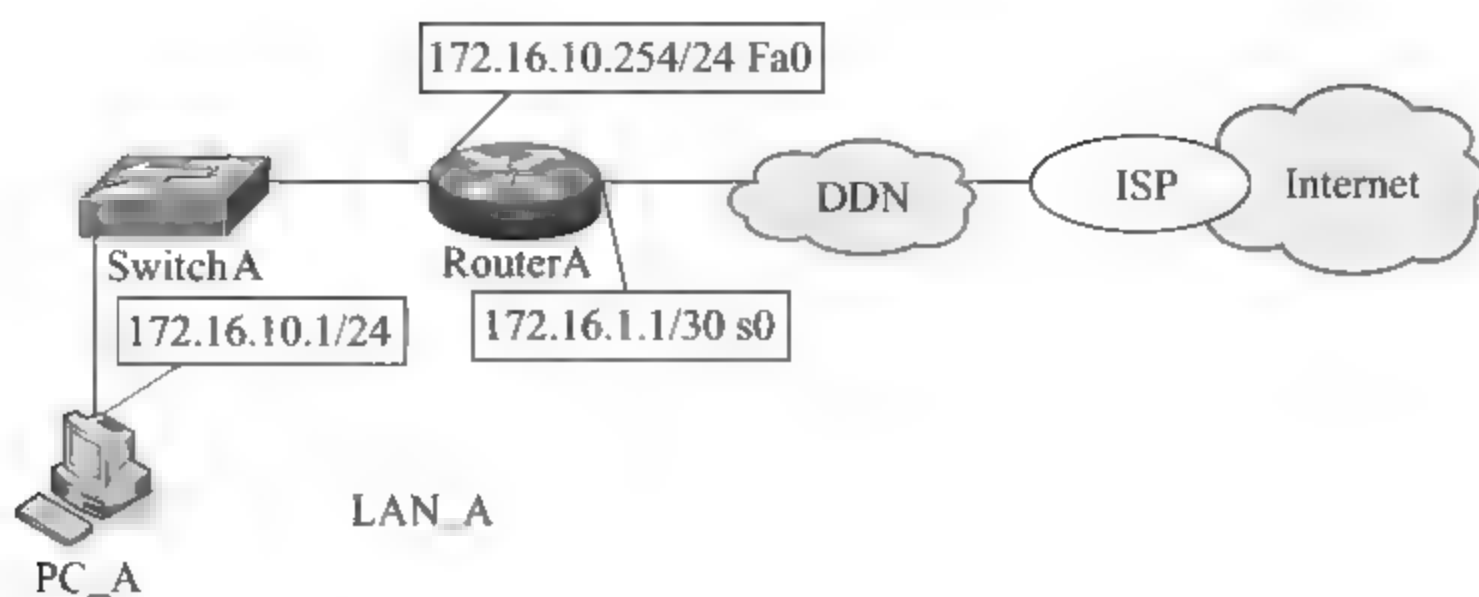 172.16.10.254/24 Fa0
DDN
ISP
Internet
SwitchA
RouterA
172.16.10.1/24
172.16.1.1/30 s0
LAN_A
PC_A